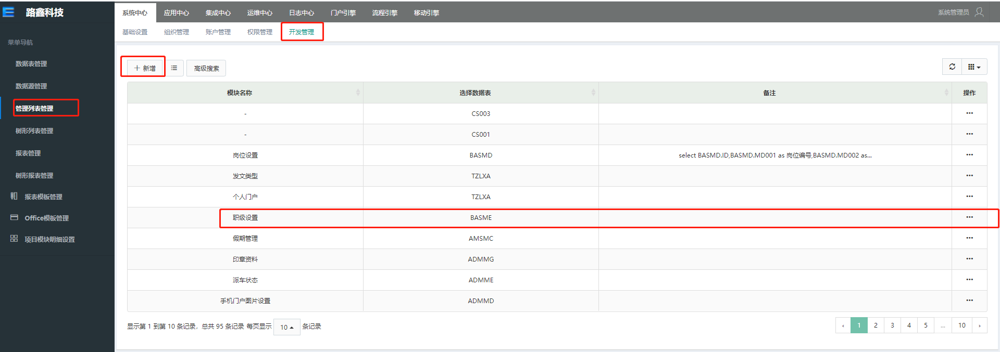 路鑫科技
系统中心 应用中心 集成中心 运维中心 日志中心 门户引擎 流程引擎 移动引擎 系统管理员
基础设置 组织管理 账户管理 权限管理 开发管理
菜单导航
数据表管理
数据源管理
管理列表管理
树形列表管理
报表管理
树形报表管理
报表模板管理
Office模板管理
项目模块明细设置
新增 高级搜索
模块名称 选择数据表 备注 操作
- CS003
- CS001
岗位设置 BASMD select BASMD.ID,BASMD.MD001 as 岗位编号,BASMD.MD002 as...
发文类型 TZLXA
个人门户 TZLXA
职级设置 BASME
假期管理 AMSMC
印章资料 ADMMG
派车状态 ADMME
手机门户图片设置 ADMMD
显示第 1 到第 10 条记录，总共 95 条记录 每页显示 10 条记录
‹ 1 2 3 4 5 ... 10 ›